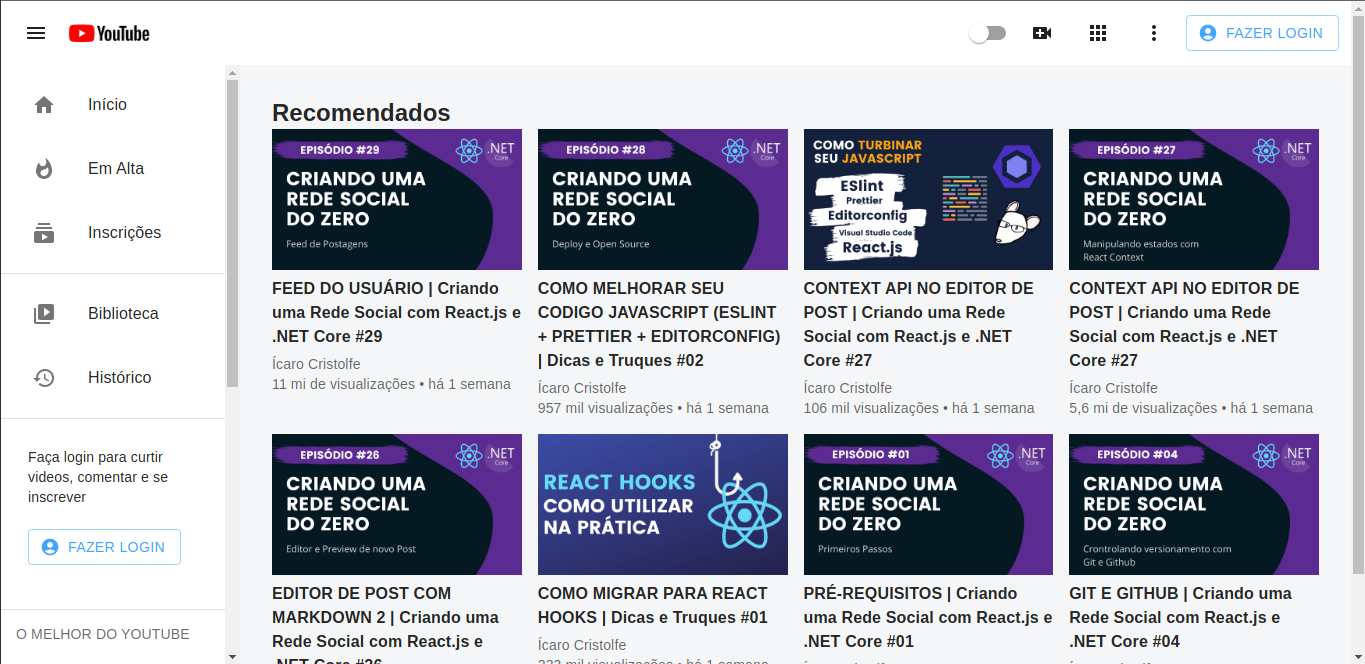 YouTube
FAZER LOGIN
Início
Em Alta
Inscrições
Biblioteca
Histórico
Faça login para curtir
videos, comentar e se
inscrever
FAZER LOGIN
O MELHOR DO YOUTUBE
Recomendados
EPISÓDIO #29
.NET
Core
CRIANDO UMA
REDE SOCIAL
DO ZERO
Feed de Postagens
FEED DO USUÁRIO | Criando
uma Rede Social com React.js e
.NET Core #29
Ícaro Cristolfe
11 mi de visualizações • há 1 semana
EPISÓDIO #28
.NET
Core
CRIANDO UMA
REDE SOCIAL
DO ZERO
Deploy e Open Source
COMO MELHORAR SEU
CODIGO JAVASCRIPT (ESLINT
+ PRETTIER + EDITORCONFIG)
| Dicas e Truques #02
Ícaro Cristolfe
957 mil visualizações • há 1 semana
COMO TURBINAR
SEU JAVASCRIPT
ESlint
Prettier
Editorconfig
Visual Studio Code
React.js
CONTEXT API NO EDITOR DE
POST | Criando uma Rede
Social com React.js e .NET
Core #27
Ícaro Cristolfe
106 mil visualizações • há 1 semana
EPISÓDIO #27
.NET
Core
CRIANDO UMA
REDE SOCIAL
DO ZERO
Manipulando estados com
React Context
CONTEXT API NO EDITOR DE
POST | Criando uma Rede
Social com React.js e .NET
Core #27
Ícaro Cristolfe
5,6 mi de visualizações • há 1 semana
EPISÓDIO #26
.NET
Core
CRIANDO UMA
REDE SOCIAL
DO ZERO
Editor e Preview de novo Post
EDITOR DE POST COM
MARKDOWN 2 | Criando uma
Rede Social com React.js e
.NET Core #26
REACT HOOKS
COMO UTILIZAR
NA PRÁTICA
COMO MIGRAR PARA REACT
HOOKS | Dicas e Truques #01
Ícaro Cristolfe
visualizações • há 1 semana
EPISÓDIO #01
.NET
Core
CRIANDO UMA
REDE SOCIAL
DO ZERO
Primeiros Passos
PRÉ-REQUISITOS | Criando
uma Rede Social com React.js e
.NET Core #01
EPISÓDIO #04
.NET
Core
CRIANDO UMA
REDE SOCIAL
DO ZERO
Crontrolando versionamento com
Git e Github
GIT E GITHUB | Criando uma
Rede Social com React.js e
.NET Core #04